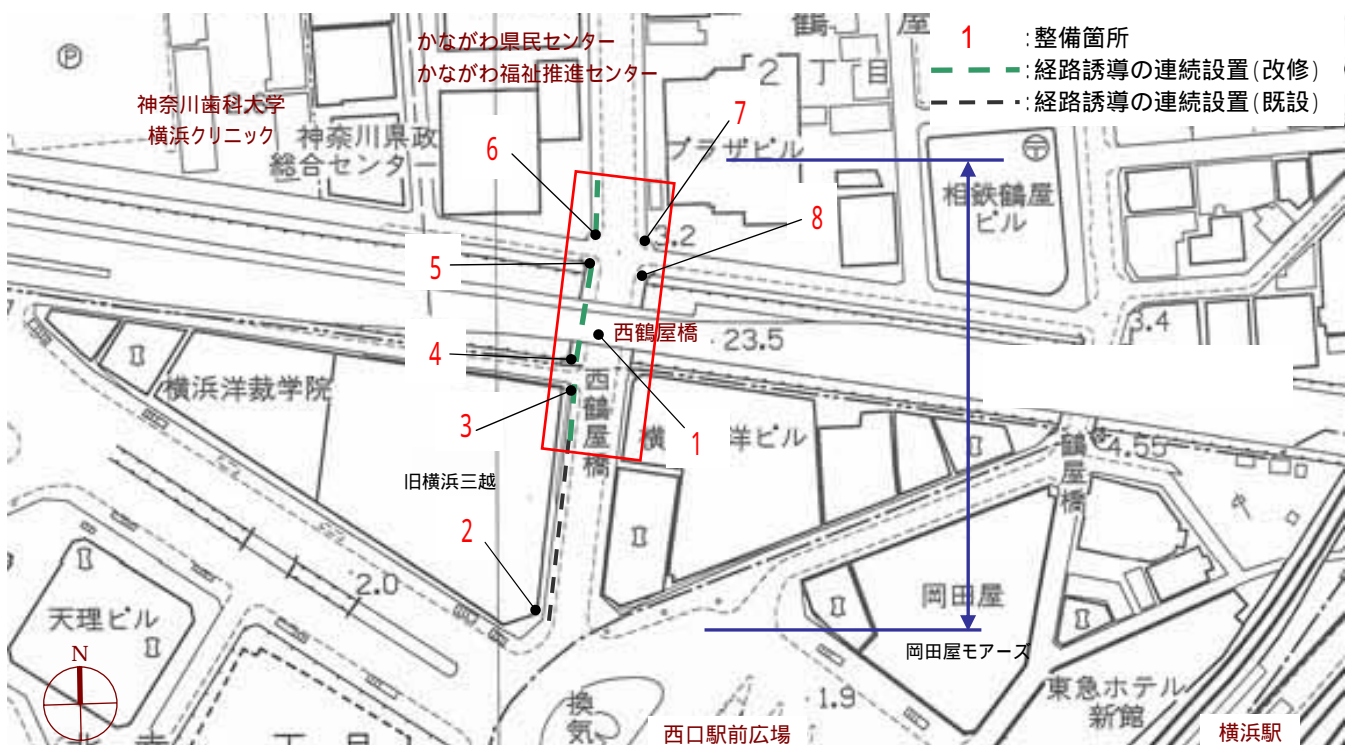 かながわ県民センター
かながわ福祉推進センター
神奈川歯科大学
横浜クリニック
神奈川県政
総合センター
鶴 屋
2 丁目
プラザビル
1 :整備箇所
:経路誘導の連続設置(改修)
:経路誘導の連続設置(既設)
相鉄鶴屋
ビル
6
7
8
5
4
3
1
2
3.2
3.4
西鶴屋橋
23.5
西鶴屋橋
横浜洋裁学院
横 洋ビル
旧横浜三越
鶴屋橋
4.55
2.0
天理ビル
岡田屋
岡田屋モアーズ
N
換気
1.9
西口駅前広場
東急ホテル
新館
横浜駅